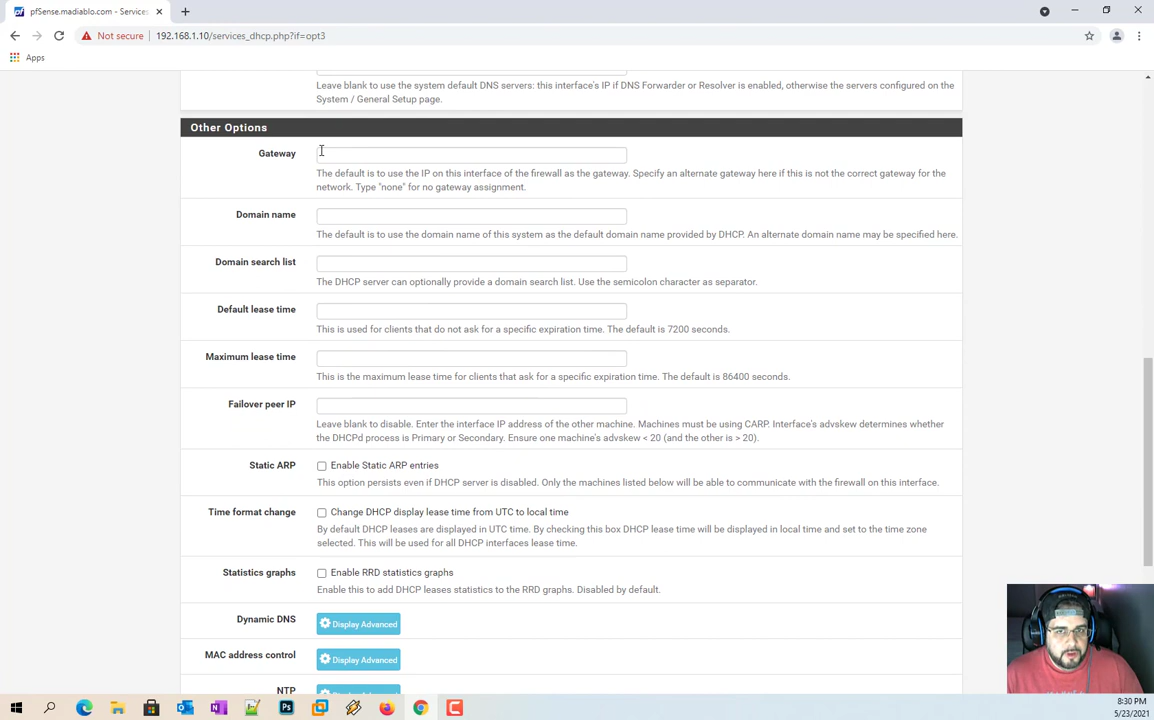 pfSense.madiablo.com - Services
Not secure
192.168.1.10/services_dhcp.php?if=opt3
Apps
Leave blank to use the system default DNS servers: this interface's IP if DNS Forwarder or Resolver is enabled, otherwise the servers configured on the
System / General Setup page.
Other Options
Gateway
The default is to use the IP on this interface of the firewall as the gateway. Specify an alternate gateway here if this is not the correct gateway for the
network. Type "none" for no gateway assignment.
Domain name
The default is to use the domain name of this system as the default domain name provided by DHCP. An alternate domain name may be specified here.
Domain search list
The DHCP server can optionally provide a domain search list. Use the semicolon character as separator.
Default lease time
This is used for clients that do not ask for a specific expiration time. The default is 7200 seconds.
Maximum lease time
This is the maximum lease time for clients that ask for a specific expiration time. The default is 86400 seconds.
Failover peer IP
Leave blank to disable. Enter the interface IP address of the other machine. Machines must be using CARP. Interface's advskew determines whether
the DHCPd process is Primary or Secondary. Ensure one machine's advskew < 20 (and the other is > 20).
Static ARP
Enable Static ARP entries
This option persists even if DHCP server is disabled. Only the machines listed below will be able to communicate with the firewall on this interface.
Time format change
Change DHCP display lease time from UTC to local time
By default DHCP leases are displayed in UTC time. By checking this box DHCP lease time will be displayed in local time and set to the time zone
selected. This will be used for all DHCP interfaces lease time.
Statistics graphs
Enable RRD statistics graphs
Enable this to add DHCP leases statistics to the RRD graphs. Disabled by default.
Dynamic DNS
Display Advanced
MAC address control
Display Advanced
NTP
8:30 PM
5/23/2021